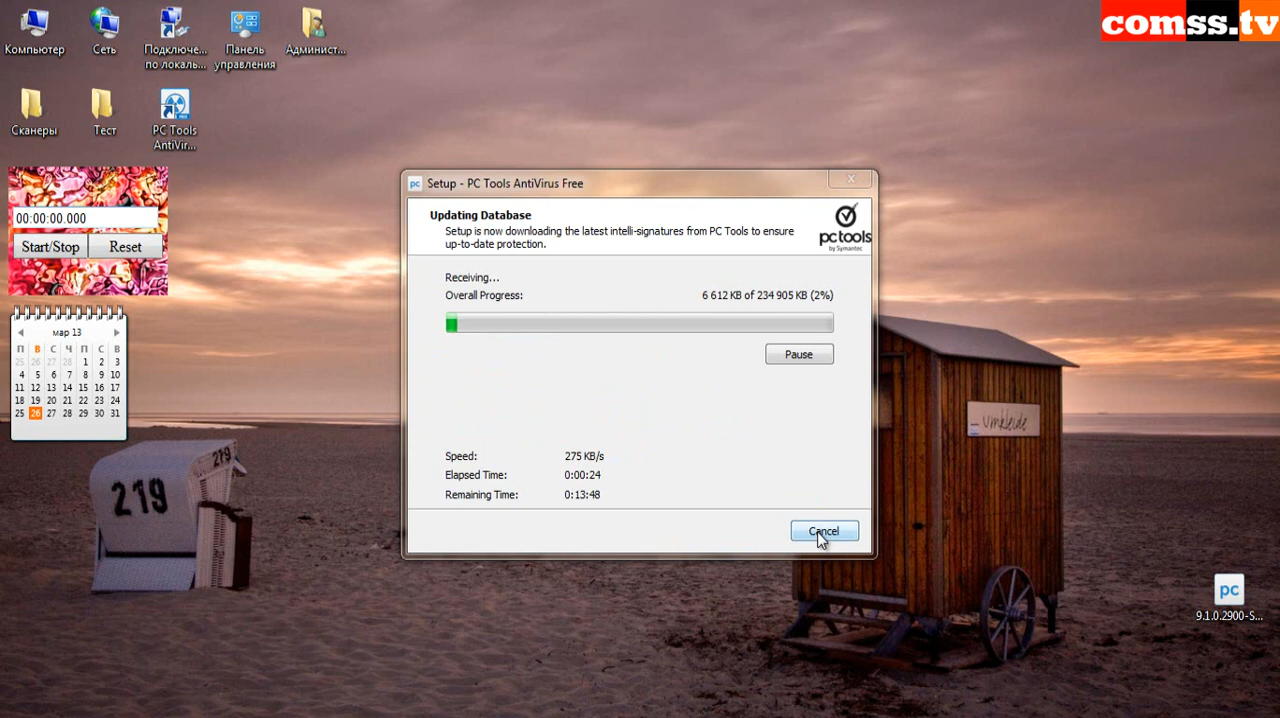 comss.tv
Компьютер
Сеть
Подключе...
по локаль...
Панель
управления
Админист...
Сканеры
Тест
PC Tools
AntiVir...
00:00:00.000
Start/Stop
Reset
мар 13
П В С Ч П С В
25 26 27 28 1 2 3
4 5 6 7 8 9 10
11 12 13 14 15 16 17
18 19 20 21 22 23 24
25 26 27 28 29 30 31
pc Setup - PC Tools AntiVirus Free
Updating Database
Setup is now downloading the latest intelli-signatures from PC Tools to ensure
up-to-date protection.
pctools
by Symantec
Receiving...
Overall Progress: 6 612 KB of 234 905 KB (2%)
Pause
Speed: 275 KB/s
Elapsed Time: 0:00:24
Remaining Time: 0:13:48
Cancel
219
219
Umkleide
pc
9.1.0.2900-S...